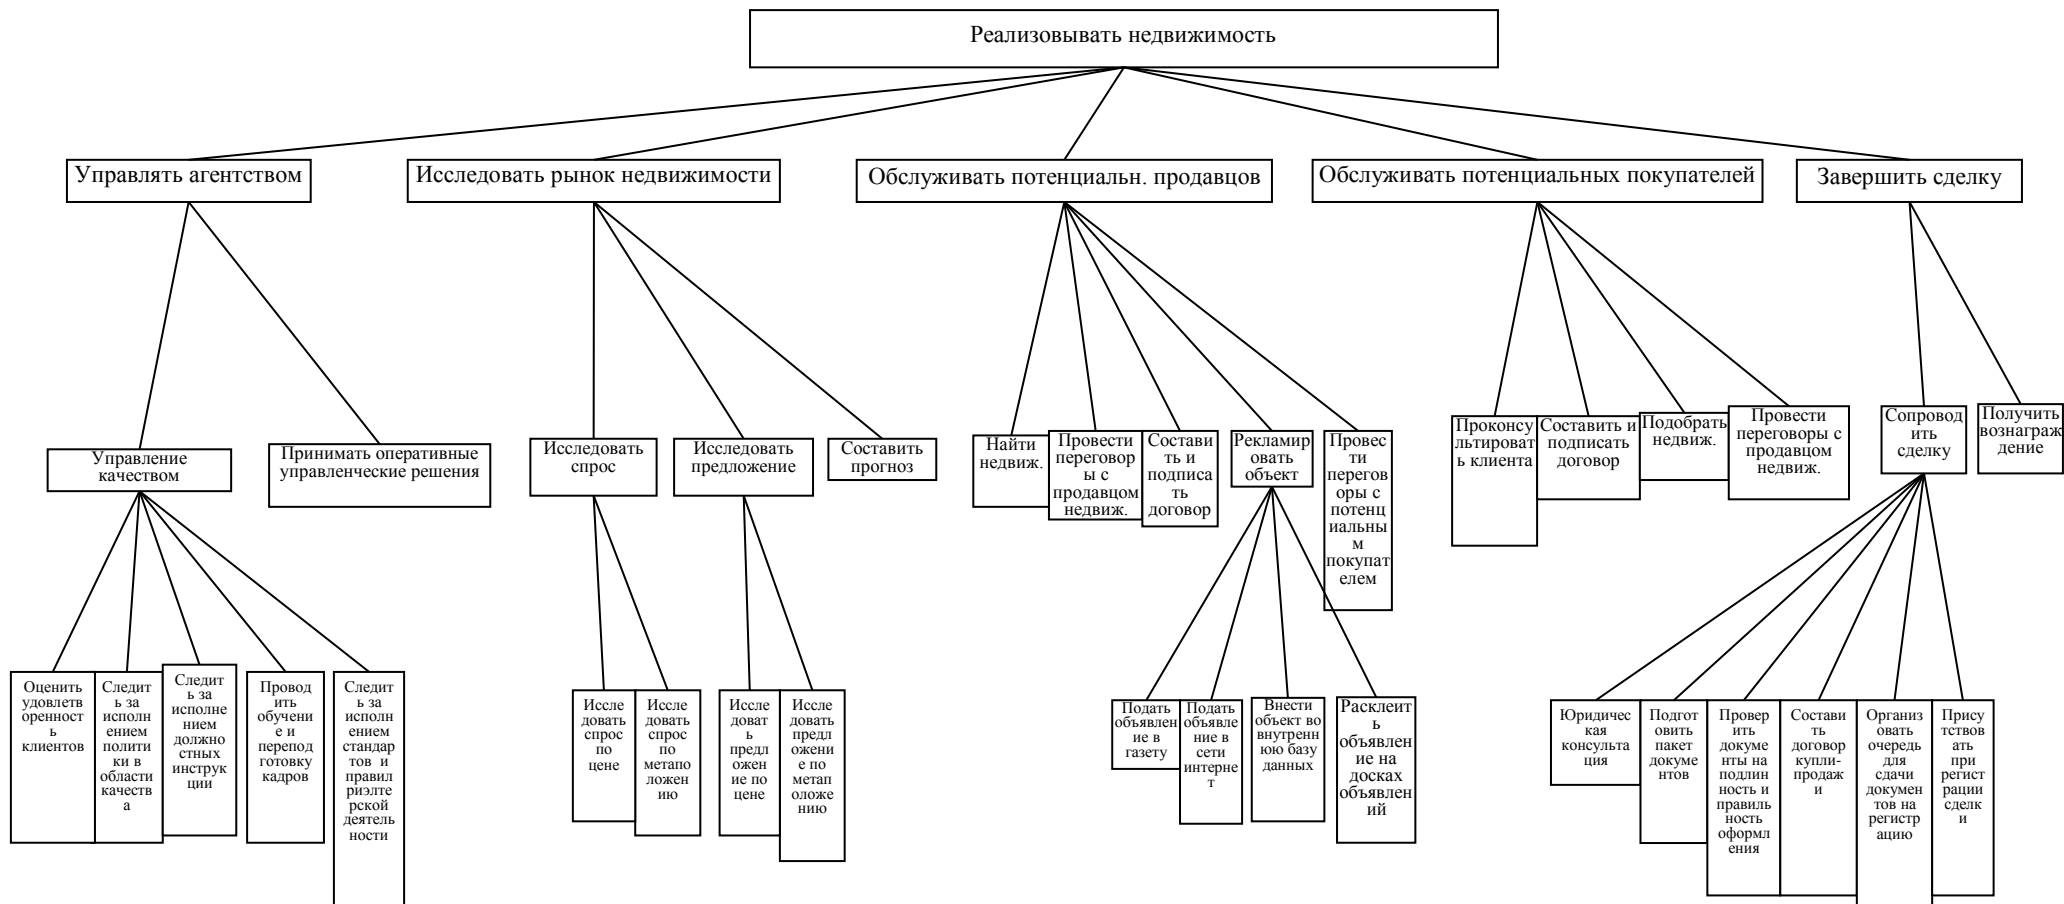 Реализовывать недвижимость
Управлять агентством
Исследовать рынок недвижимости
Обслуживать потенциальн. продавцов
Обслуживать потенциальных покупателей
Завершить сделку
Управление
качеством
Принимать оперативные
управленческие решения
Исследовать
спрос
Исследовать
предложение
Составить
прогноз
Найти
недвиж.
Провести
переговор
ы с
продавцом
недвиж.
Состави
ть и
подписа
ть
договор
Рекламир
овать
объект
Провес
ти
перегов
оры с
потенц
иальны
м
покупат
елем
Проконсу
льтироват
ь клиента
Составить и
подписать
договор
Подобрать
недвиж.
Провести
переговоры с
продавцом
недвиж.
Сопровод
ить
сделку
Получить
вознаграж
дение
Оценить
удовлетв
оренност
ь
клиентов
Следит
ь за
исполн
ением
полити
ки в
области
качеств
а
Следит
ь за
исполне
нием
должно
стных
инструк
ции
Провод
ить
обучени
е и
перепод
готовку
кадров
Следит
ь за
исполн
ением
стандар
тов и
правил
риэлте
рской
деятель
ности
Иссле
довать
спрос
по
цене
Иссле
довать
спрос
по
метапо
ложен
ию
Иссле
доват
ь
предл
ожен
ие по
цене
Иссле
довать
предл
ожени
е по
метап
оложе
нию
Подать
объявлен
ие в
газету
Подать
объявле
ние в
сети
интерне
т
Внести
объект во
внутренн
юю базу
данных
Расклеит
ь
объявлен
ие на
досках
объявлен
ий
Юридичес
кая
консульта
ция
Подгот
овить
пакет
докуме
нтов
Провер
ить
докуме
нты на
подлин
ность и
правиль
ность
оформл
ения
Состави
ть
договор
купли-
продаж
и
Организ
овать
очередь
для
сдачи
докумен
тов на
регистр
ацию
Прису
тствов
ать
при
регист
рации
сделк
и